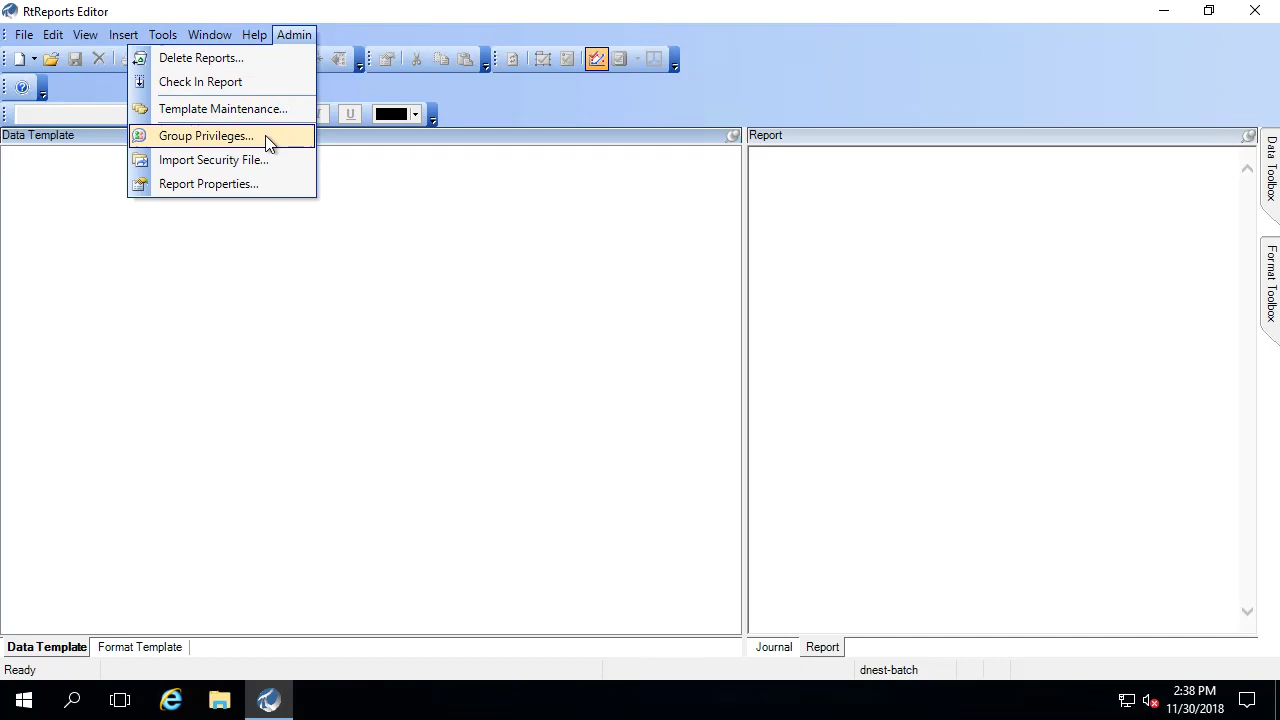 RtReports Editor
File Edit View Insert Tools Window Help Admin
Delete Reports...
Check In Report
Template Maintenance...
Group Privileges...
Import Security File...
Report Properties...
U
Data Template
Report
Data Toolbox
Format Toolbox
Data Template Format Template
Journal Report
Ready
dnest-batch
2:38 PM
11/30/2018